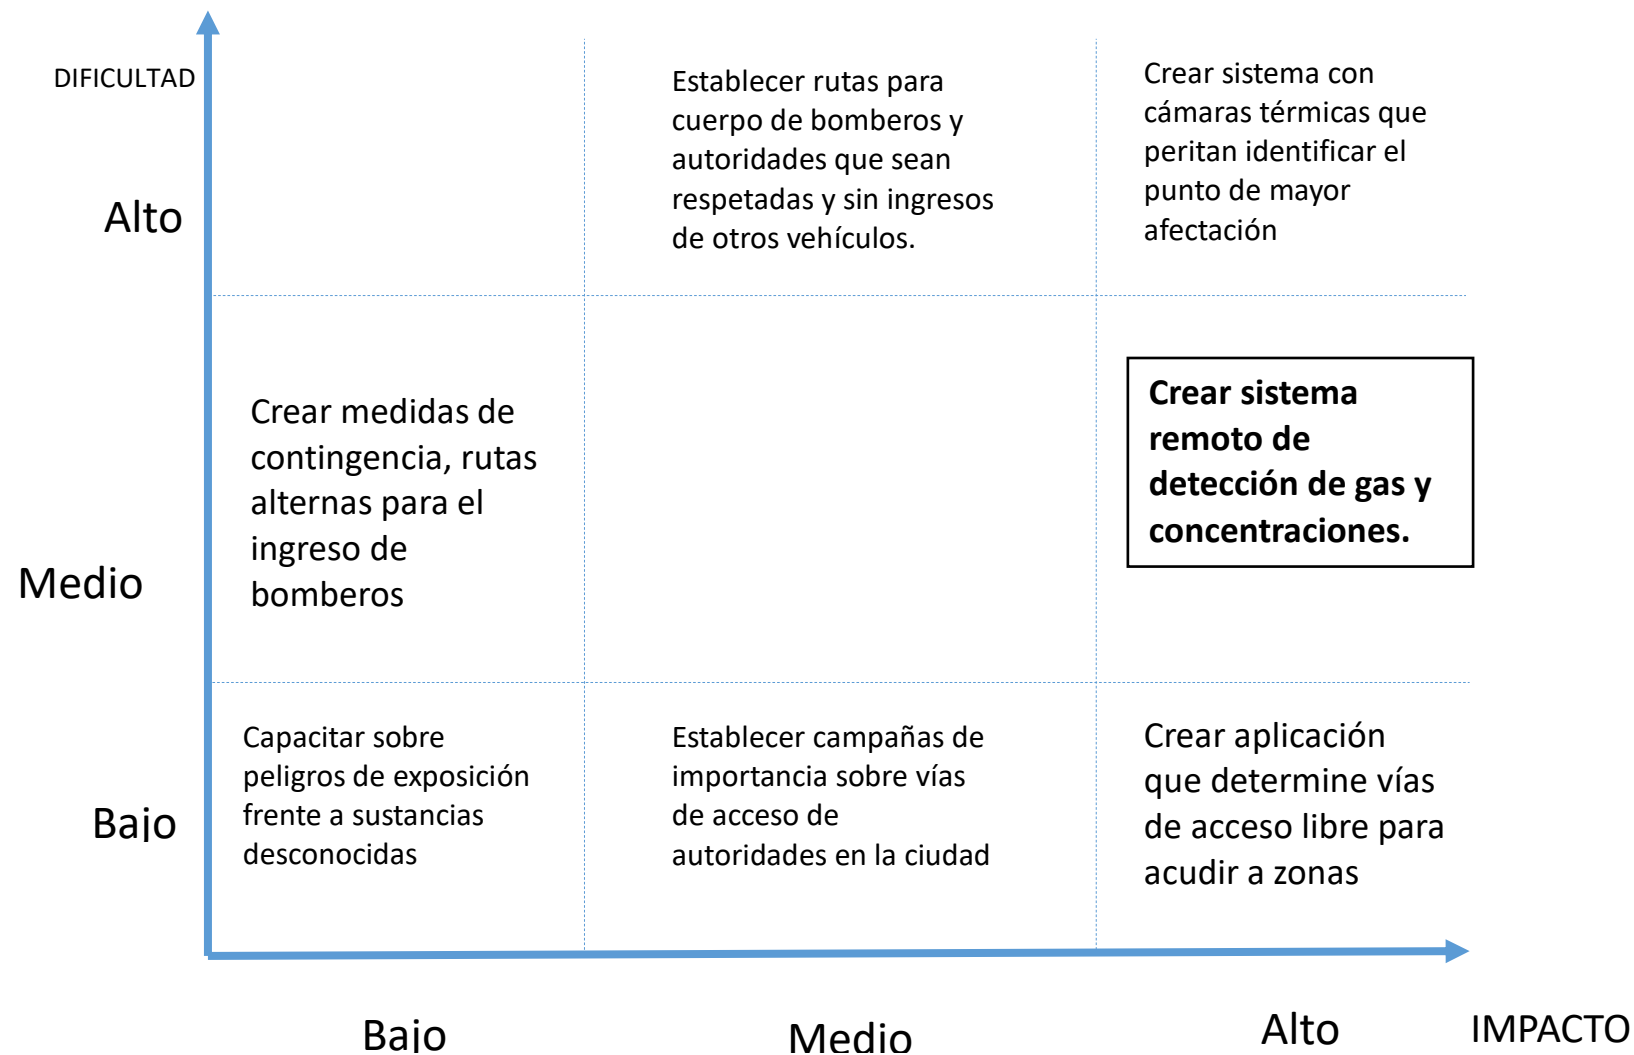 DIFICULTAD
Establecer rutas para
cuerpo de bomberos y
autoridades que sean
respetadas y sin ingresos
de otros vehículos.
Crear sistema con
cámaras térmicas que
peritan identificar el
punto de mayor
afectación
Alto
Crear medidas de
contingencia, rutas
alternas para el
ingreso de
bomberos
Crear sistema
remoto de
detección de gas y
concentraciones.
Medio
Capacitar sobre
peligros de exposición
frente a sustancias
desconocidas
Establecer campañas de
importancia sobre vías
de acceso de
autoridades en la ciudad
Crear aplicación
que determine vías
de acceso libre para
acudir a zonas
Bajo
Bajo
Medio
Alto
IMPACTO